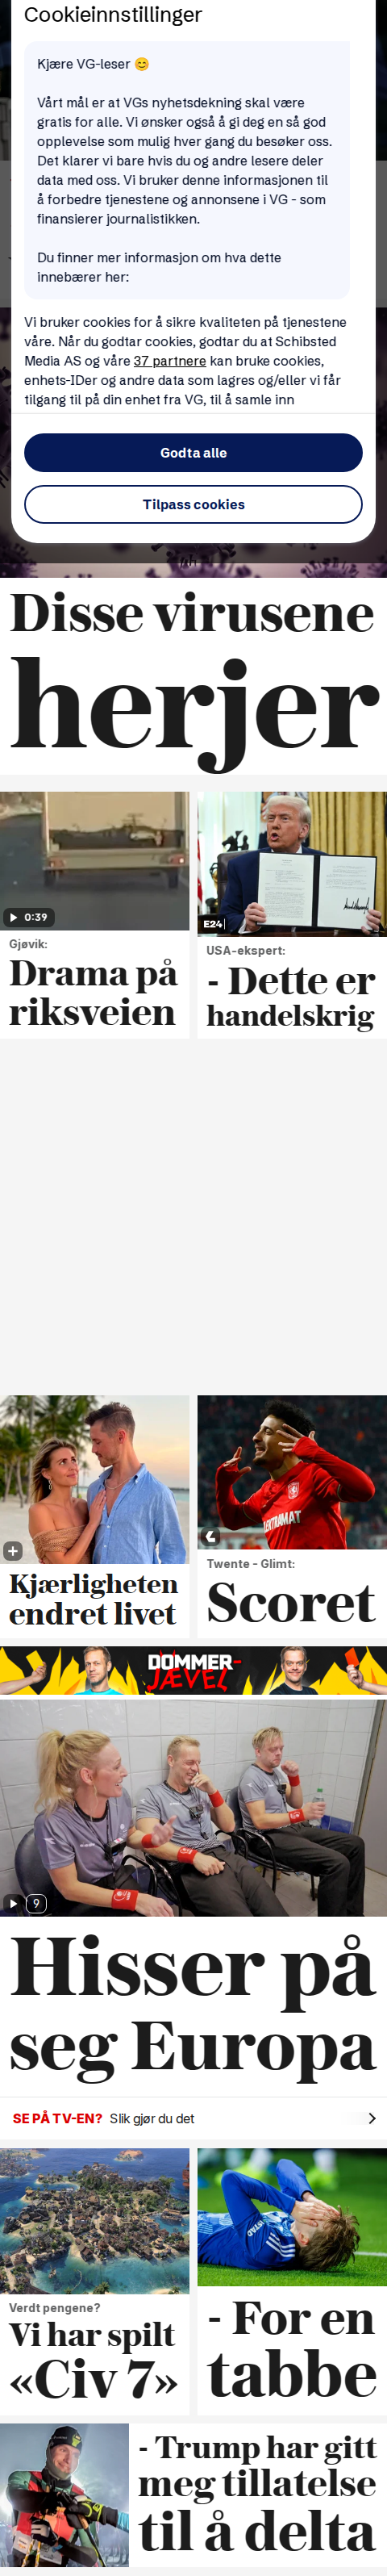 Cookieinnstillinger
Kjære VG-leser 😊
Vårt mål er at VGs nyhetsdekning skal være
gratis for alle. Vi ønsker også å gi deg en så god
opplevelse som mulig hver gang du besøker oss.
Det klarer vi bare hvis du og andre lesere deler
data med oss. Vi bruker denne informasjonen til
å forbedre tjenestene og annonsene i VG - som
finansierer journalistikken.
Du finner mer informasjon om hva dette
innebærer her:
Vi bruker cookies for å sikre kvaliteten på tjenestene
våre. Når du godtar cookies, godtar du at Schibsted
Media AS og våre 37 partnere kan bruke cookies,
enhets-IDer og andre data som lagres og/eller vi får
tilgang til på din enhet fra VG, til å samle inn
Godta alle
Tilpass cookies
Disse virusene
herjer
0:39
Gjøvik:
Drama på
riksveien
E24
USA-ekspert:
- Dette er
handelskrig
Kjærligheten
endret livet
Twente - Glimt:
Scoret
DOMMER-
JÆVEL
9
Hisser på
seg Europa
SE PÅ TV-EN? Slik gjør du det
Verdt pengene?
Vi har spilt
«Civ 7»
- For en
tabbe
- Trump har gitt
meg tillatelse
til å delta